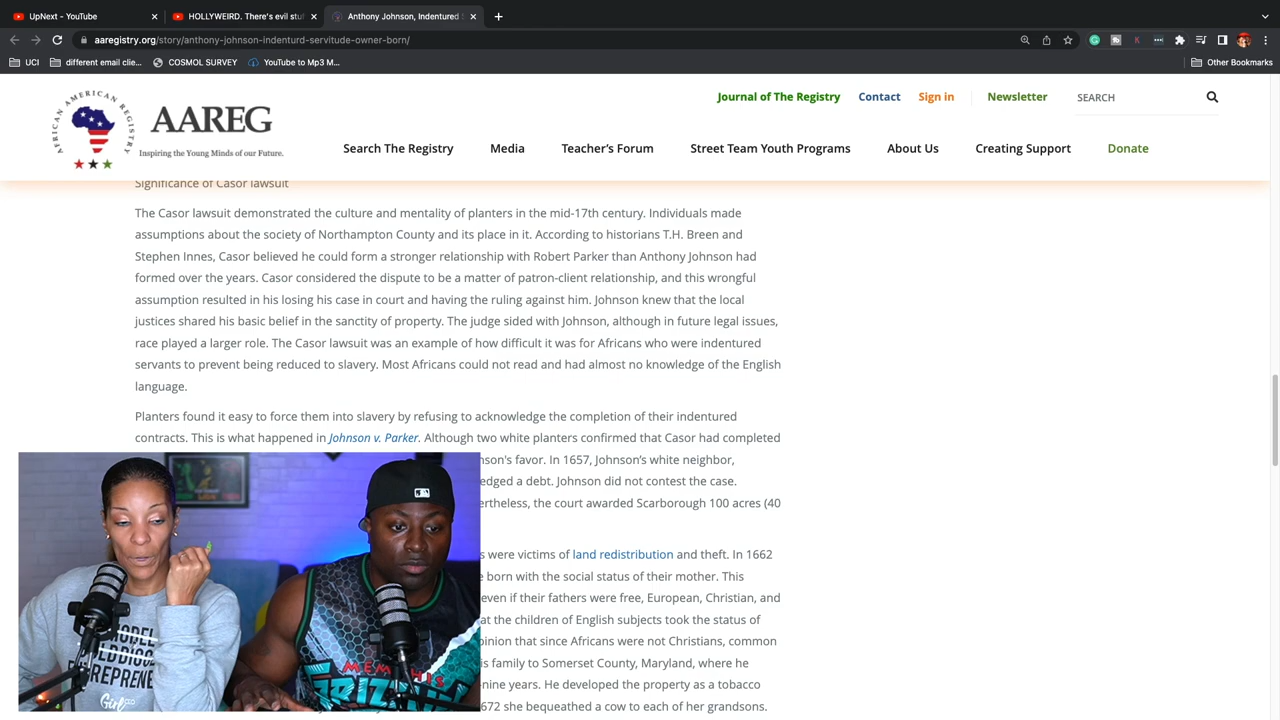 UpNext - YouTube
HOLLYWEIRD. There's evil stuf
Anthony Johnson, Indentured
aaregistry.org/story/anthony-johnson-indenturd-servitude-owner-born/
UCI
different email clie...
COSMOL SURVEY
YouTube to Mp3 M...
Other Bookmarks
AFRICAN AMERICAN REGISTRY
AAREG
Inspiring the Young Minds of our Future.
Journal of The Registry
Contact
Sign in
Newsletter
SEARCH
Search The Registry
Media
Teacher's Forum
Street Team Youth Programs
About Us
Creating Support
Donate
Significance of Casor lawsuit
The Casor lawsuit demonstrated the culture and mentality of planters in the mid-17th century. Individuals made
assumptions about the society of Northampton County and its place in it. According to historians T.H. Breen and
Stephen Innes, Casor believed he could form a stronger relationship with Robert Parker than Anthony Johnson had
formed over the years. Casor considered the dispute to be a matter of patron-client relationship, and this wrongful
assumption resulted in his losing his case in court and having the ruling against him. Johnson knew that the local
justices shared his basic belief in the sanctity of property. The judge sided with Johnson, although in future legal issues,
race played a larger role. The Casor lawsuit was an example of how difficult it was for Africans who were indentured
servants to prevent being reduced to slavery. Most Africans could not read and had almost no knowledge of the English
language.
Planters found it easy to force them into slavery by refusing to acknowledge the completion of their indentured
contracts. This is what happened in Johnson v. Parker. Although two white planters confirmed that Casor had completed
nson's favor. In 1657, Johnson's white neighbor,
edged a debt. Johnson did not contest the case.
ertheless, the court awarded Scarborough 100 acres (40
s were victims of land redistribution and theft. In 1662
e born with the social status of their mother. This
even if their fathers were free, European, Christian, and
at the children of English subjects took the status of
pinion that since Africans were not Christians, common
is family to Somerset County, Maryland, where he
-nine years. He developed the property as a tobacco
672 she bequeathed a cow to each of her grandsons.
MEMPHIS
GRIZZ
Girl